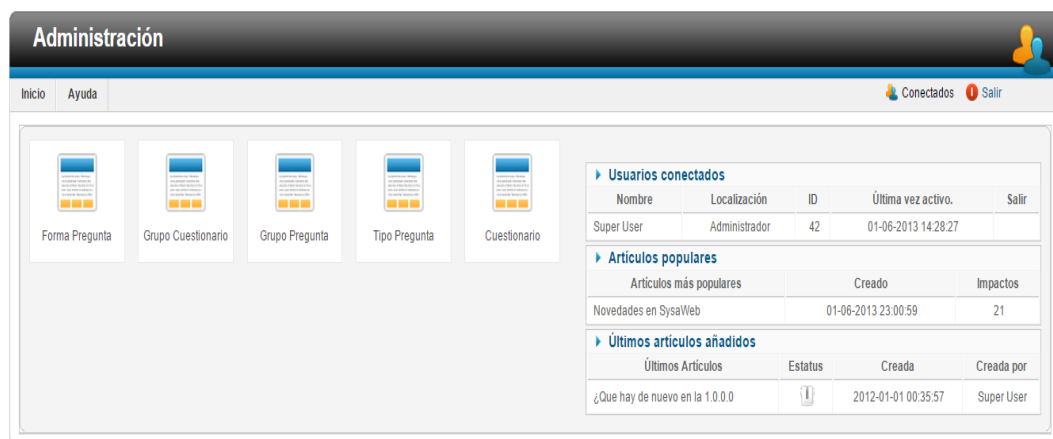 Administración
Inicio Ayuda Conectados Salir
Forma Pregunta Grupo Cuestionario Grupo Pregunta Tipo Pregunta Cuestionario
Usuarios conectados
Nombre Localización ID Última vez activo. Salir
Super User Administrador 42 01-06-2013 14:28:27
Artículos populares
Artículos más populares Creado Impactos
Novedades en SysaWeb 01-06-2013 23:00:59 21
Últimos artículos añadidos
Últimos Artículos Estatus Creada Creada por
¿Que hay de nuevo en la 1.0.0.0 2012-01-01 00:35:57 Super User